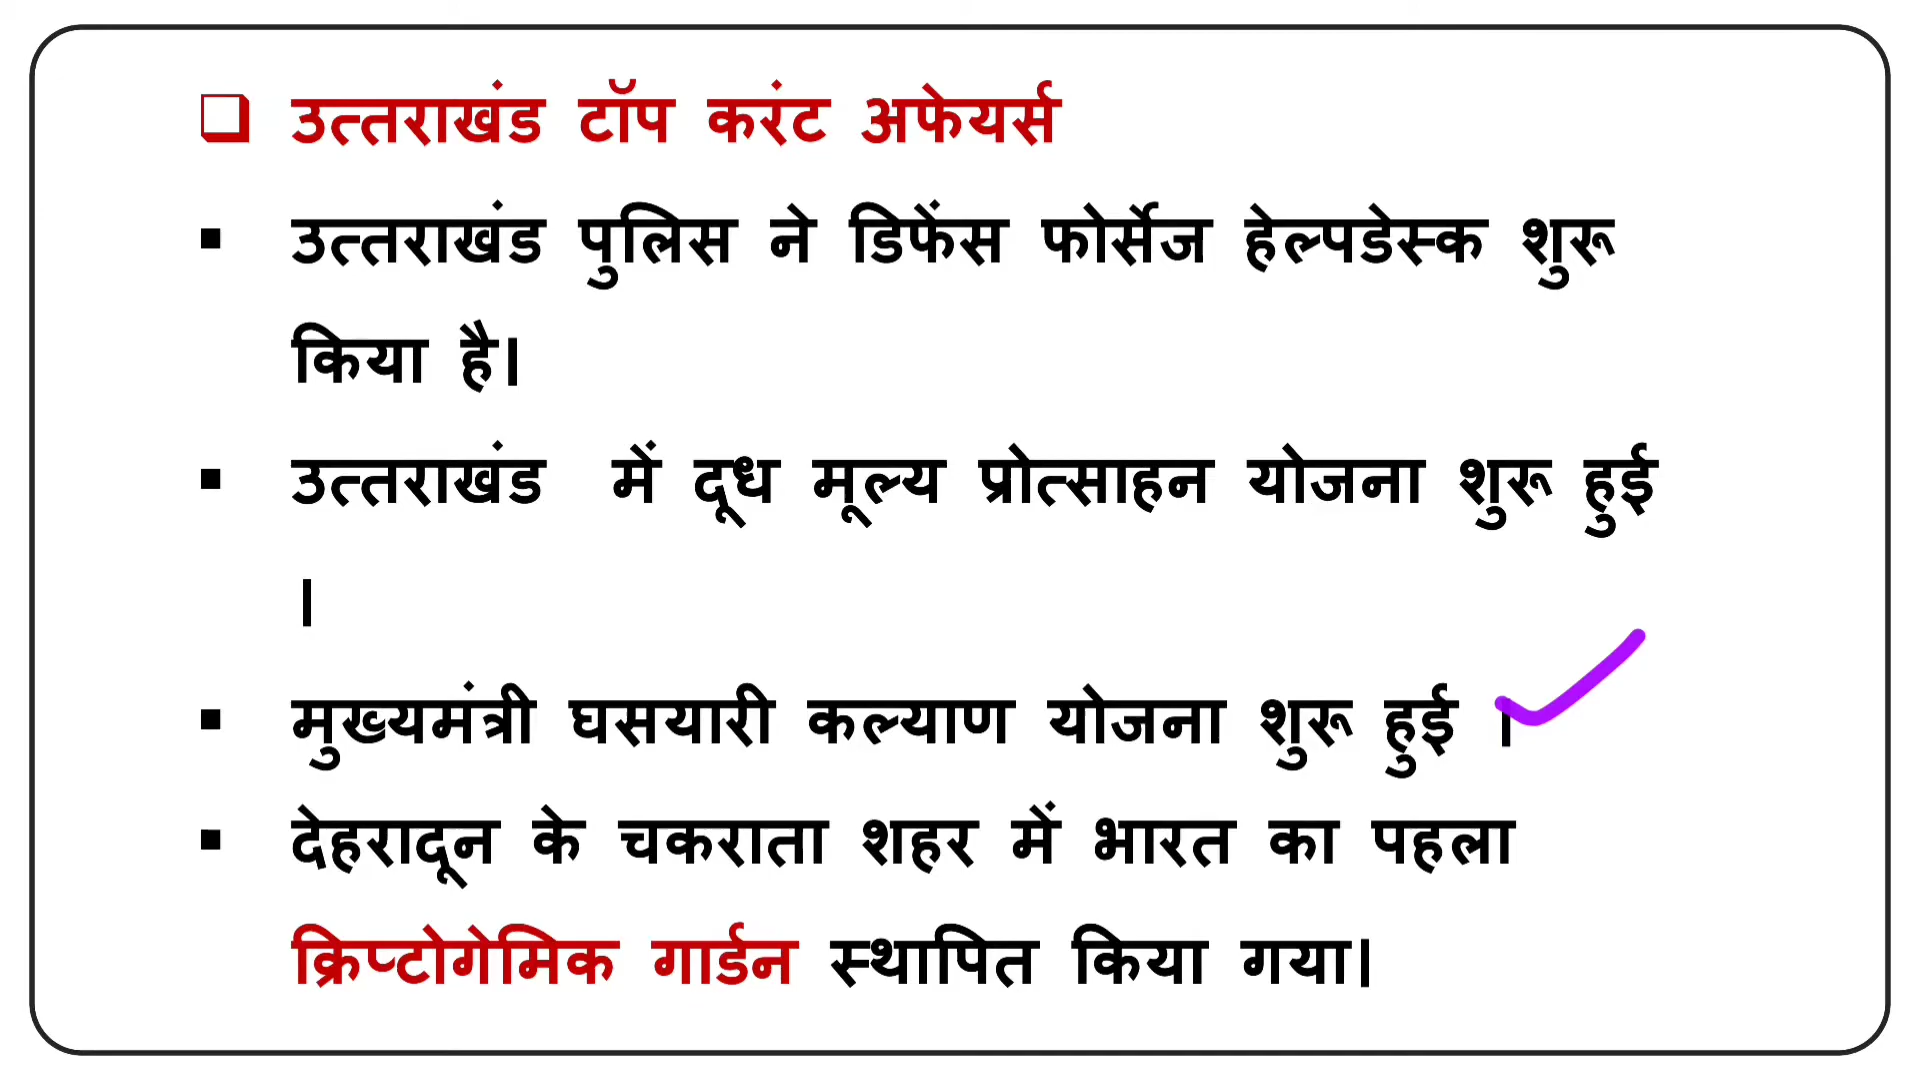 ❑ उत्तराखंड टॉप करंट अफेयर्स
▪ उत्तराखंड पुलिस ने डिफेंस फोर्सेज हेल्पडेस्क शुरू
किया है।
▪ उत्तराखंड में दूध मूल्य प्रोत्साहन योजना शुरू हुई
।
▪ मुख्यमंत्री घसयारी कल्याण योजना शुरू हुई ।
▪ देहरादून के चकराता शहर में भारत का पहला
क्रिप्टोगेमिक गार्डन स्थापित किया गया।